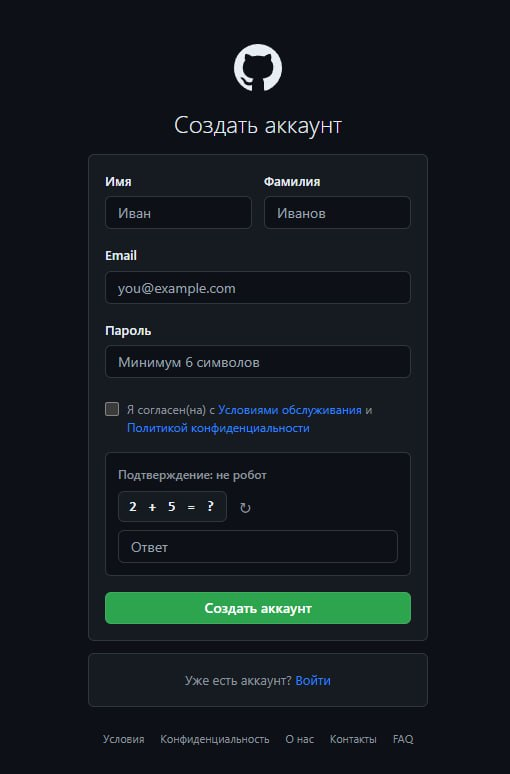 Создать аккаунт
Имя Фамилия
Иван Иванов
Email
you@example.com
Пароль
Минимум 6 символов
Я согласен(на) с Условиями обслуживания и
Политикой конфиденциальности
Подтверждение: не робот
2 + 5 = ? ↻
Ответ
Создать аккаунт
Уже есть аккаунт? Войти
Условия Конфиденциальность О нас Контакты FAQ